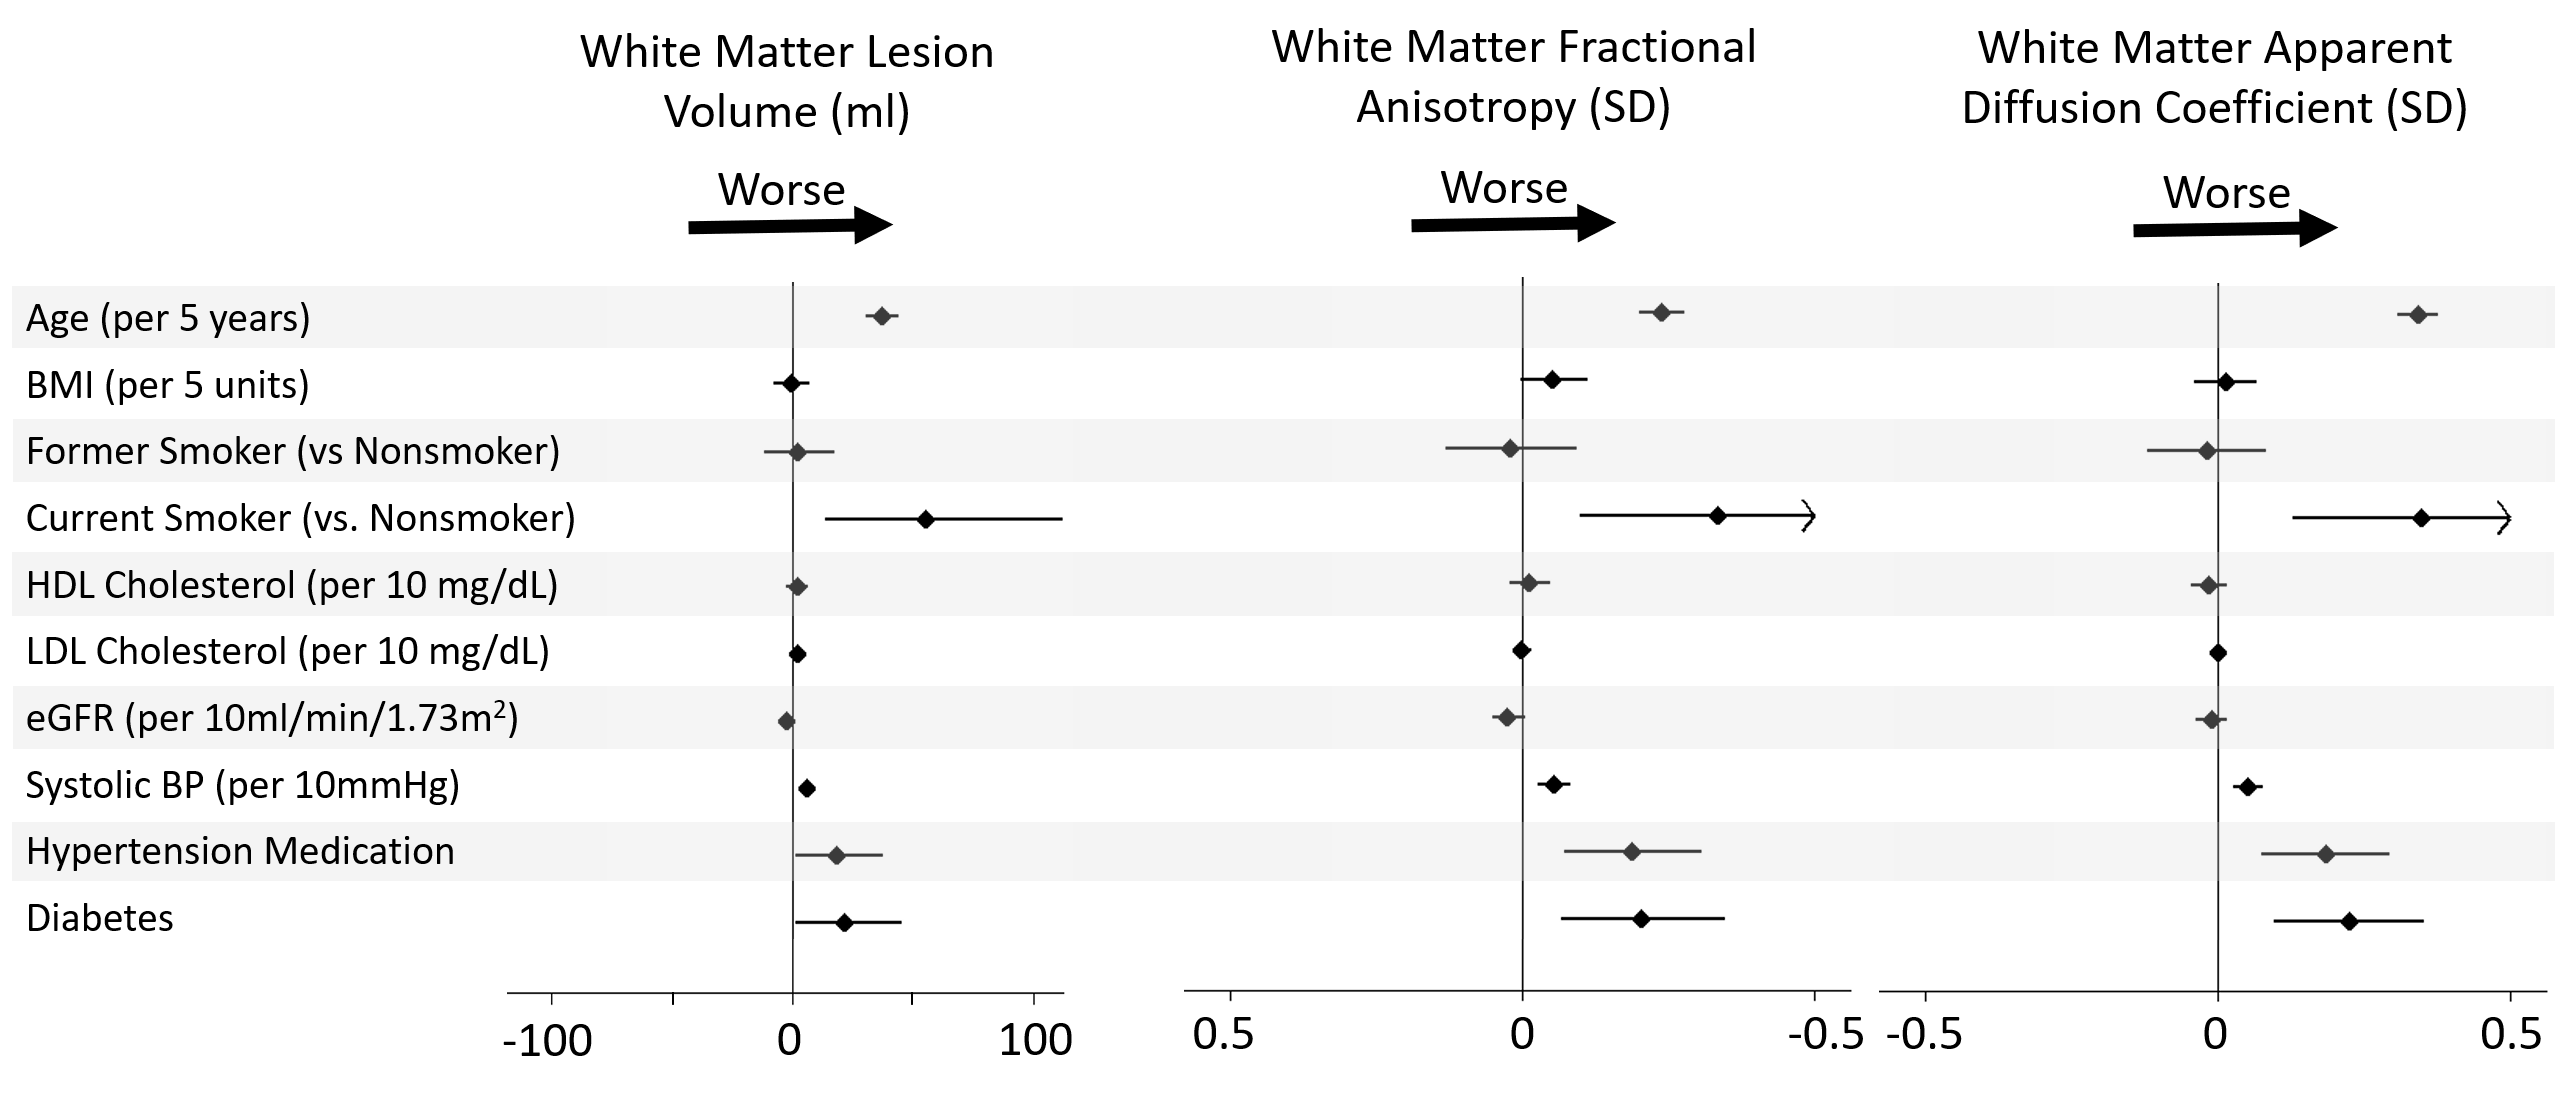 White Matter Lesion
Volume (ml)
White Matter Fractional
Anisotropy (SD)
White Matter Apparent
Diffusion Coefficient (SD)
Worse
Worse
Worse
Age (per 5 years)
BMI (per 5 units)
Former Smoker (vs Nonsmoker)
Current Smoker (vs. Nonsmoker)
HDL Cholesterol (per 10 mg/dL)
LDL Cholesterol (per 10 mg/dL)
eGFR (per 10ml/min/1.73m²)
Systolic BP (per 10mmHg)
Hypertension Medication
Diabetes
-100 0 100
0.5 0 -0.5
-0.5 0 0.5